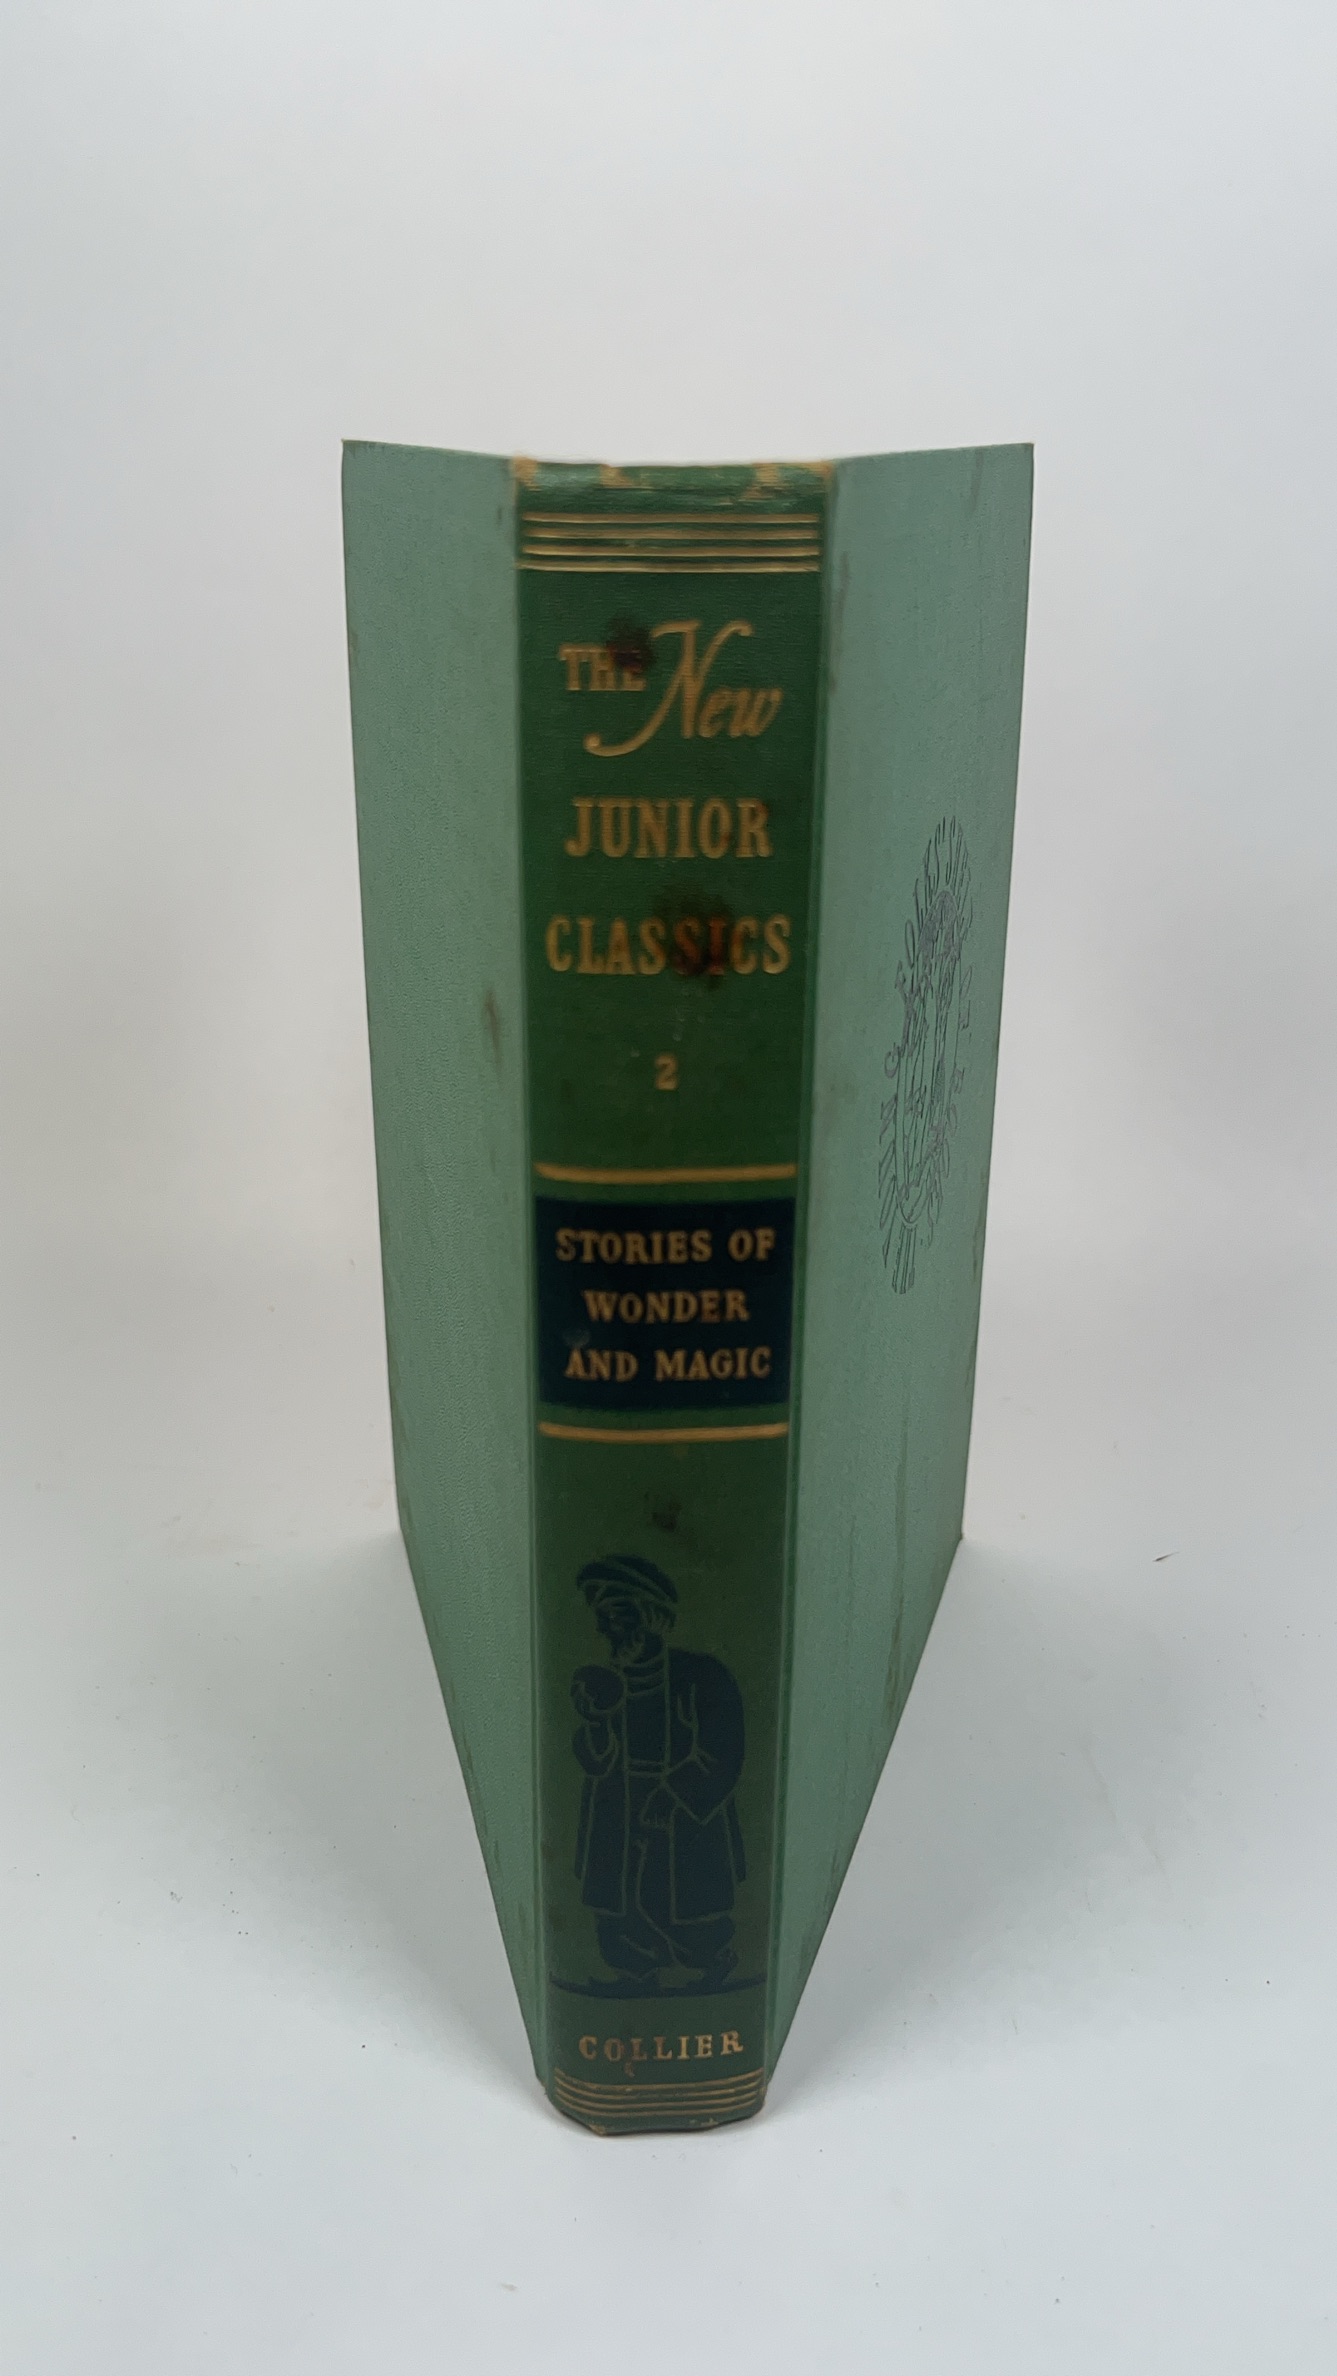 THE New
JUNIOR
CLASSICS
2
STORIES OF
WONDER
AND MAGIC
COLLIER